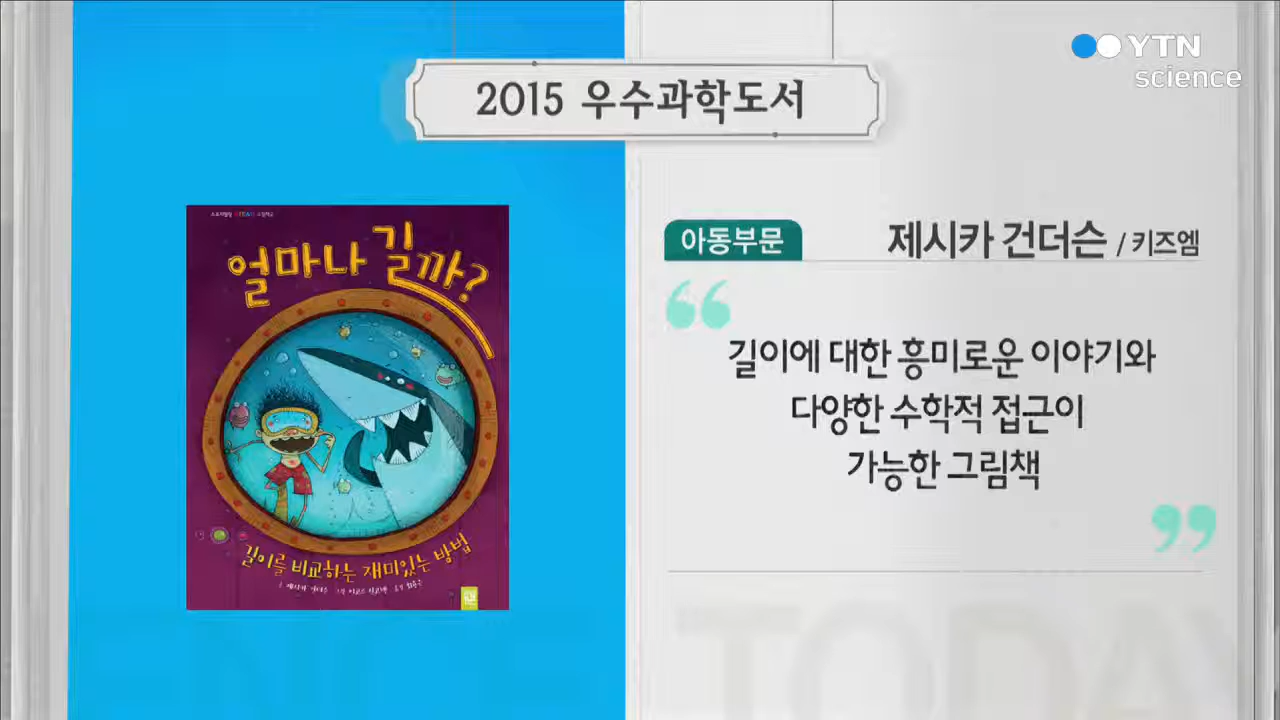 YTN
science
2015 우수과학도서
얼마나 길까?
길이를 비교하는 재미있는 방법
아동부문
제시카 건더슨 / 키즈엠
길이에 대한 흥미로운 이야기와
다양한 수학적 접근이
가능한 그림책
ENCE TODAY